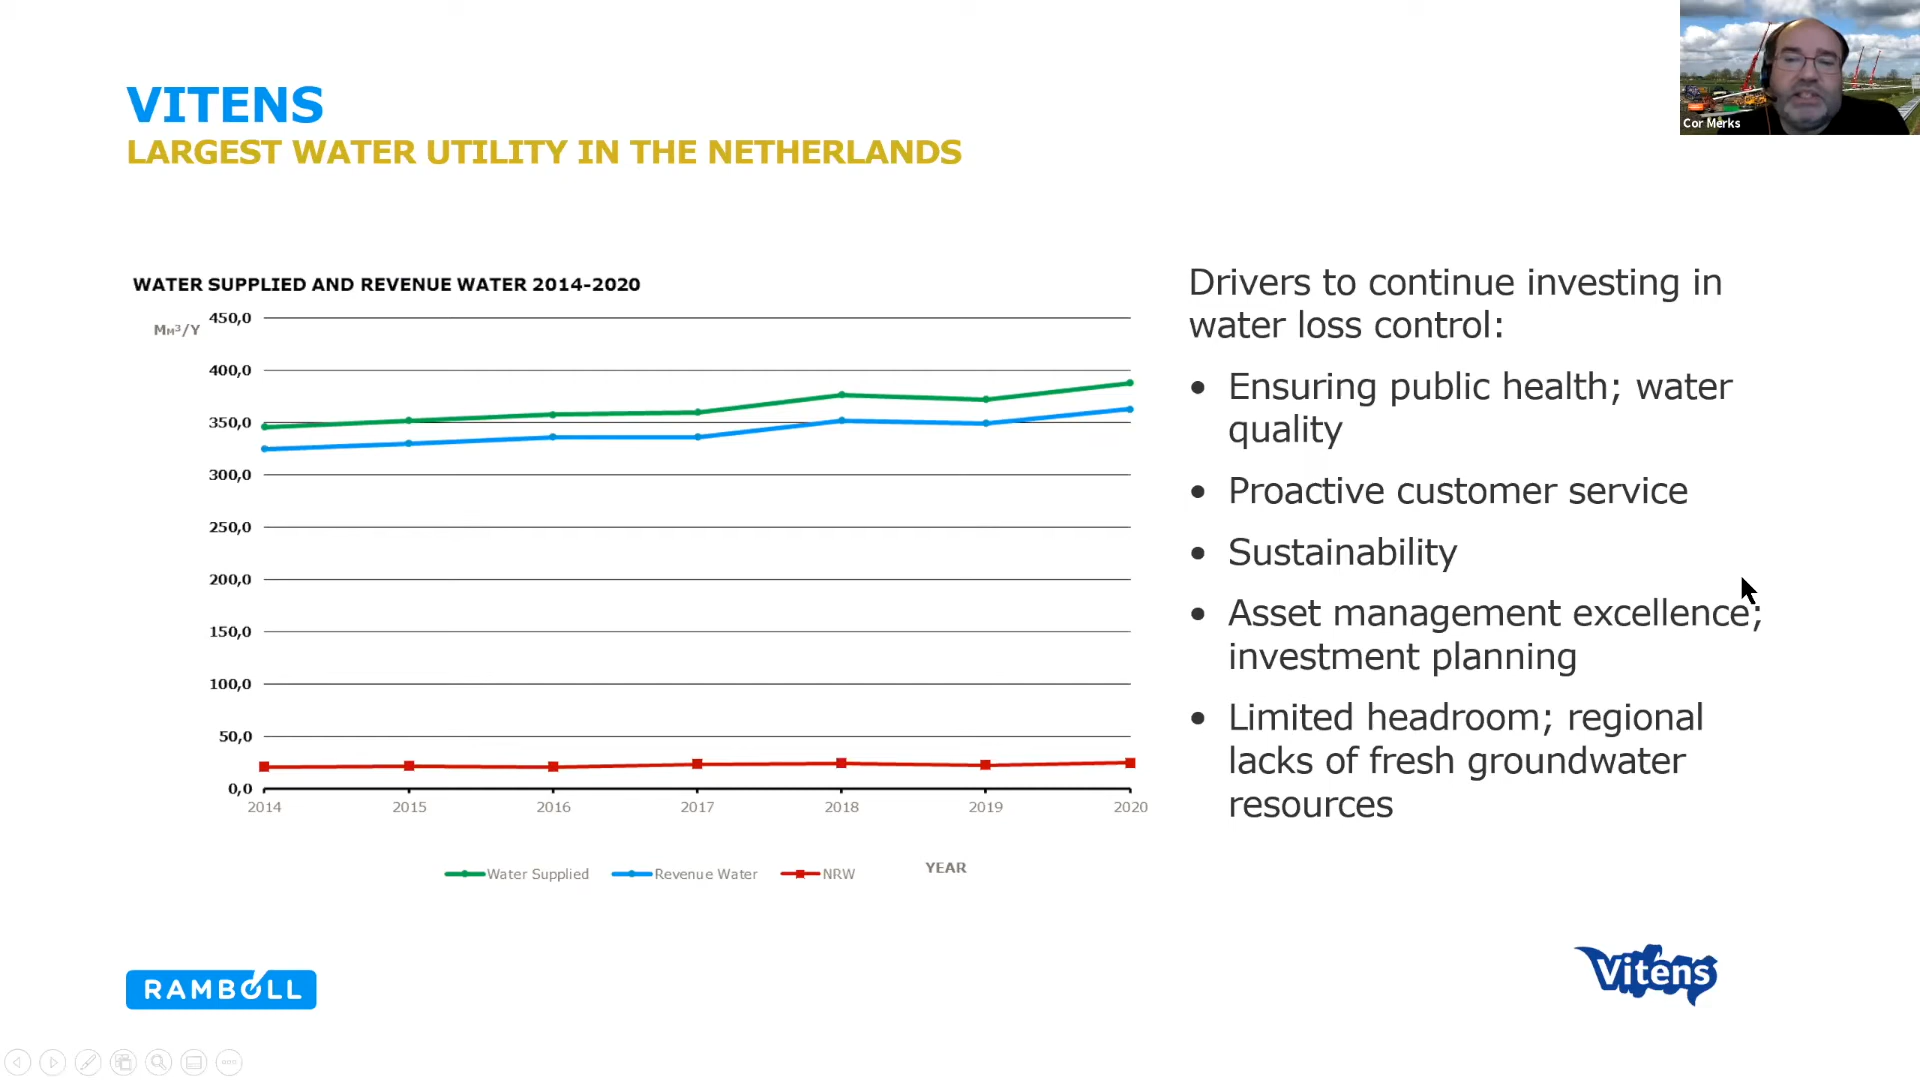 VITENS
LARGEST WATER UTILITY IN THE NETHERLANDS
Cor Merks
WATER SUPPLIED AND REVENUE WATER 2014-2020
MM³/Y
450,0
400,0
350,0
300,0
250,0
200,0
150,0
100,0
50,0
0,0
2014 2015 2016 2017 2018 2019 2020
YEAR
Water Supplied Revenue Water NRW
Drivers to continue investing in
water loss control:
• Ensuring public health; water
quality
• Proactive customer service
• Sustainability
• Asset management excellence;
investment planning
• Limited headroom; regional
lacks of fresh groundwater
resources
RAMBOLL
Vitens